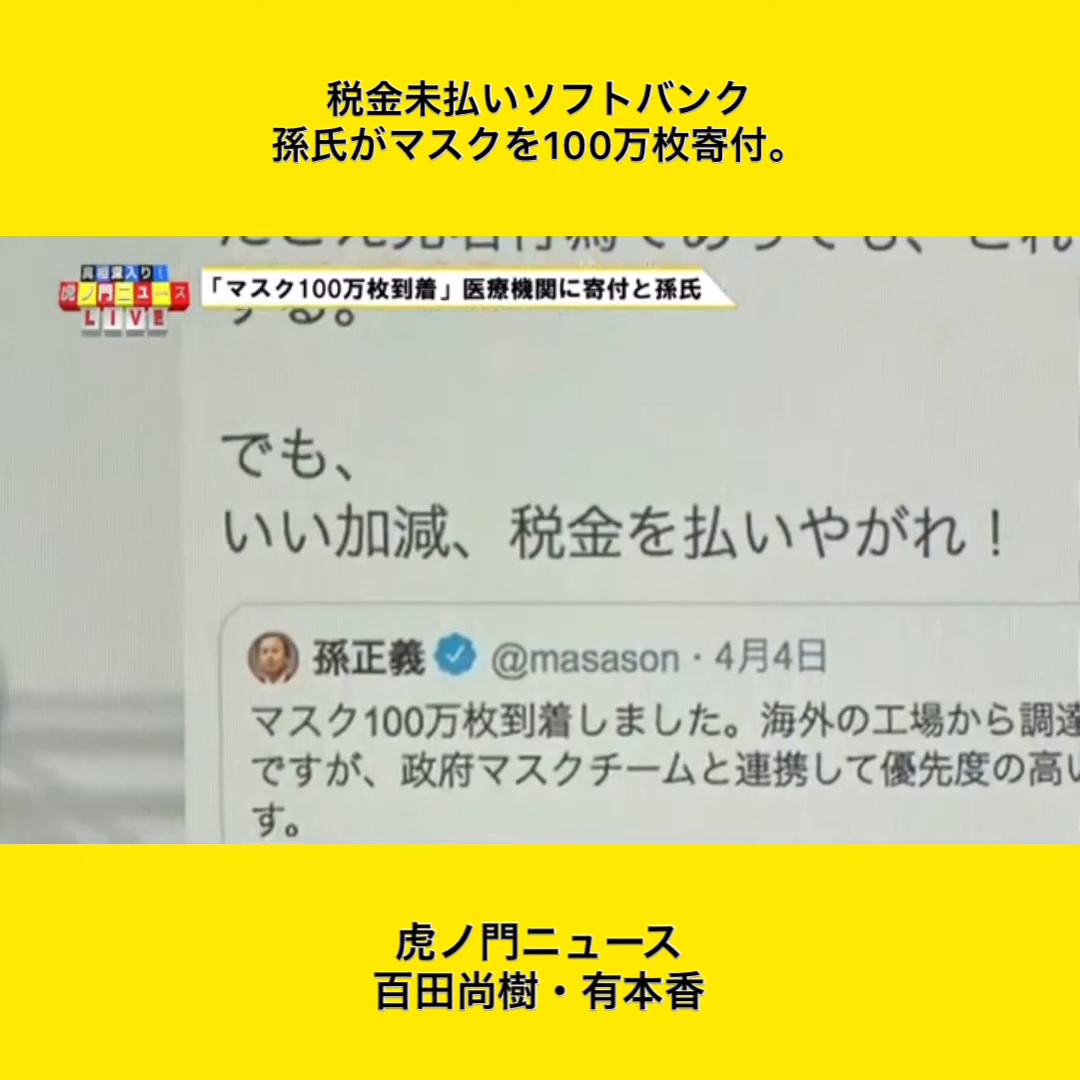 税金未払いソフトバンク
孫氏がマスクを100万枚寄付。
真相深入り!
虎ノ門ニュース
LIVE
「マスク100万枚到着」医療機関に寄付と孫氏
する。
でも、
いい加減、税金を払いやがれ！
孫正義 @masason・4月4日
マスク100万枚到着しました。海外の工場から調達
ですが、政府マスクチームと連携して優先度の高い
す。
虎ノ門ニュース
百田尚樹・有本香